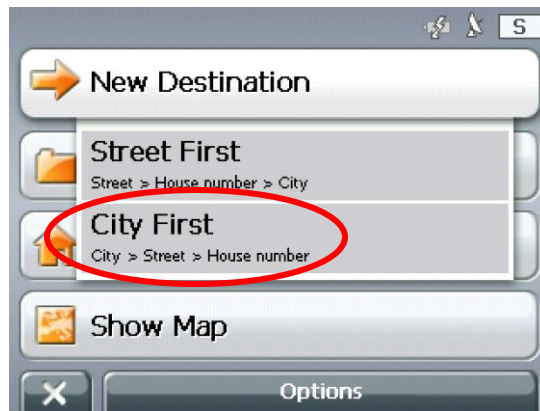 S
New Destination
Street First
Street > House number > City
City First
City > Street > House number
Show Map
Options